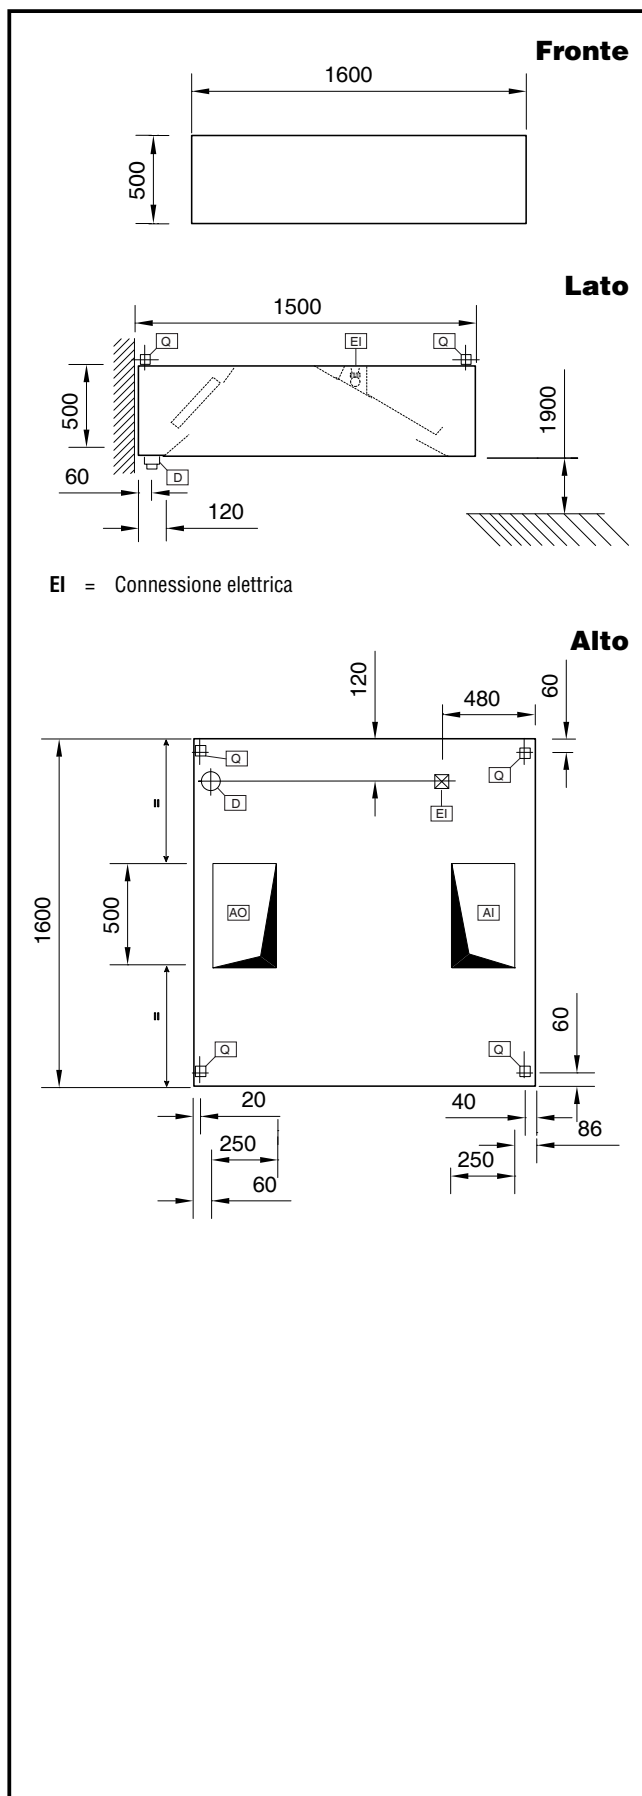 Fronte
1600
500
Lato
1500
Q EI Q
500
1900
60
D
120
EI = Connessione elettrica
Alto
120
480
60
Q Q
D EI
=
1600
500
AO AI
=
60
Q Q
20 40
86
250 250
60